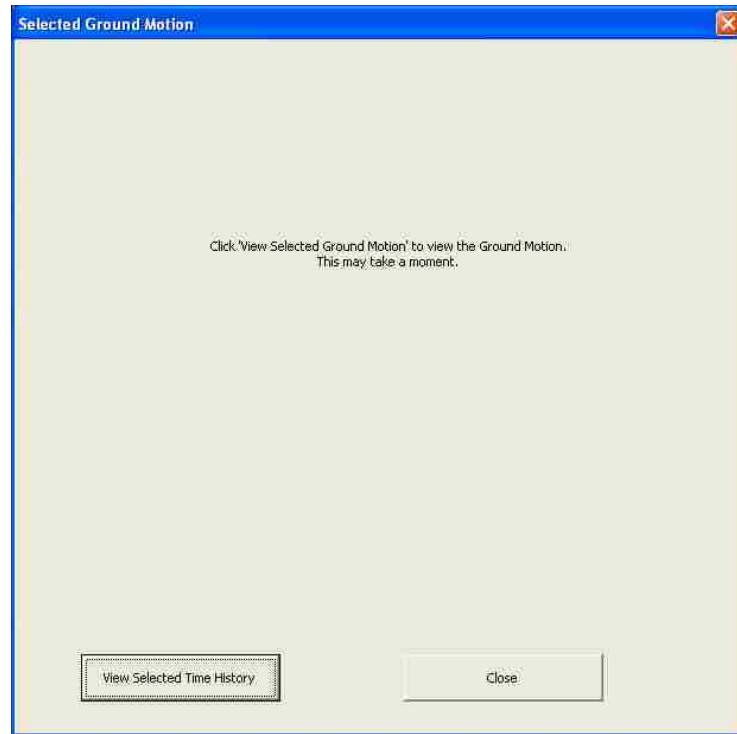 Selected Ground Motion
Click 'View Selected Ground Motion' to view the Ground Motion.
This may take a moment.
View Selected Time History
Close